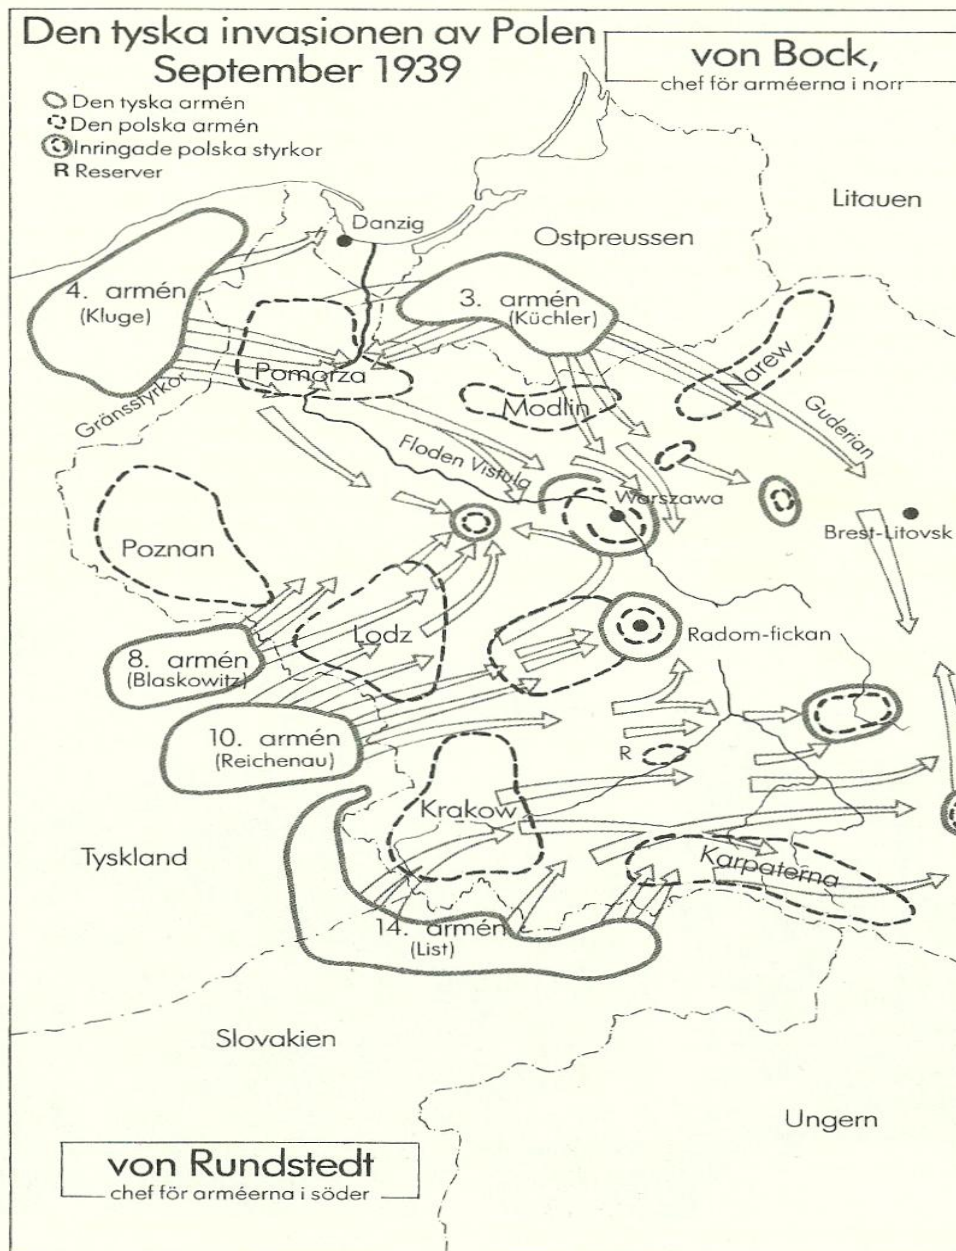 Den tyska invasionen av Polen
September 1939
Den tyska armén
Den polska armén
Inringade polska styrkor
R Reserver
von Bock,
chef för arméerna i norr
Litauen
Danzig
Ostpreussen
4. armén
(Kluge)
3. armén
(Küchler)
Pomorza
Gränsstyrkor
Modlin
Narew
Guderian
Floden Vistula
Warszawa
Brest-Litovsk
Poznan
Lodz
Radom-fickan
8. armén
(Blaskowitz)
10. armén
(Reichenau)
R
Krakow
Tyskland
Karpaterna
14. armén
(List)
Slovakien
Ungern
von Rundstedt
chef för arméerna i söder